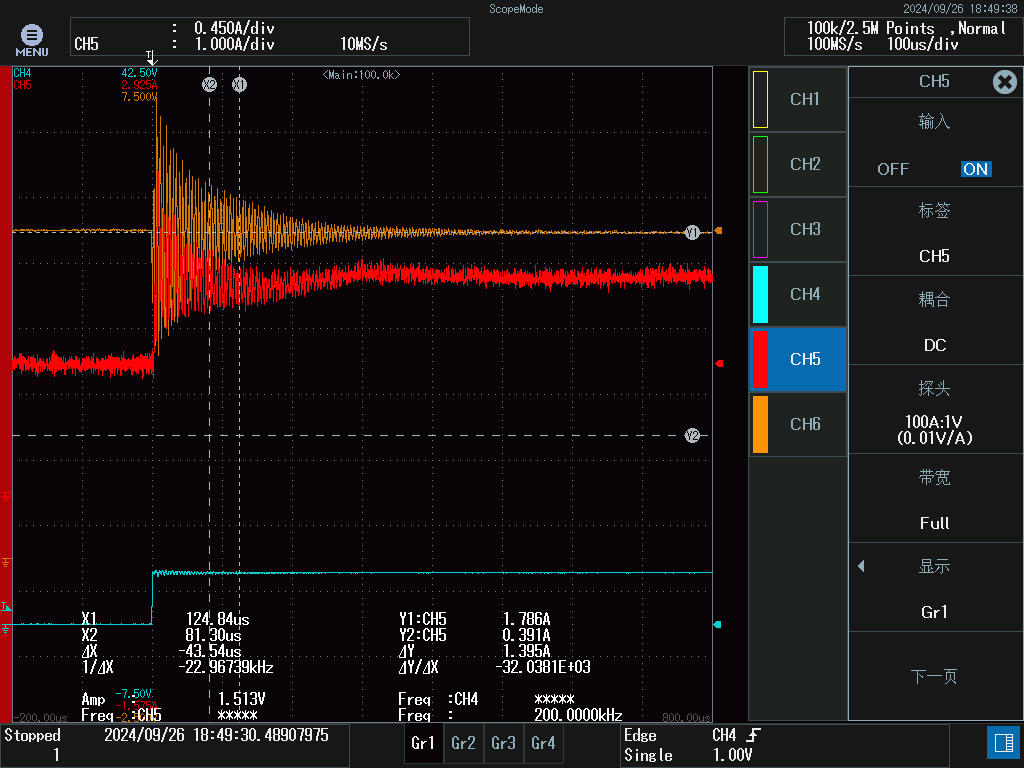 ScopeMode
2024/09/26 18:49:38
MENU
: 0.450A/div
CH5 : 1.000A/div 10MS/s
100k/2.5M Points ,Normal
100MS/s 100us/div
CH4 42.50V
CH5 2.925A
7.500V
T
<Main:100.0k>
X2 X1
Y1
Y2
CH1
CH2
CH3
CH4
CH5
CH6
CH5
输入
OFF ON
标签
CH5
耦合
DC
探头
100A:1V
(0.01V/A)
带宽
Full
显示
Gr1
下一页
T
X1 124.84us Y1:CH5 1.786A
X2 81.30us Y2:CH5 0.391A
ΔX -43.54us ΔY 1.395A
1/ΔX -22.96739kHz ΔY/ΔX -32.0381E+03
-7.50V
Amp : 1.513V Freq :CH4 *****
Freq :CH5 ***** Freq : 200.0000kHz
-200.00us 800.00us
Stopped 2024/09/26 18:49:30.48907975
1
Gr1 Gr2 Gr3 Gr4
Edge CH4
Single 1.00V